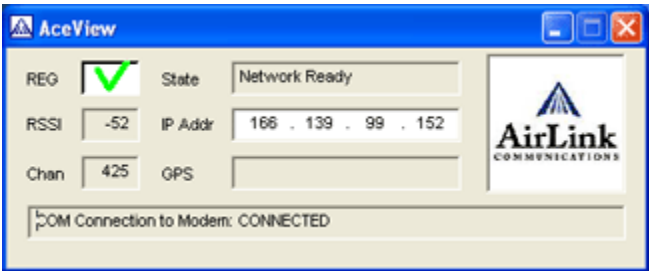 AceView
REG State Network Ready
RSSI -52 IP Addr 166 . 139 . 99 . 152
Chan 425 GPS
AirLink
COMMUNICATIONS
COM Connection to Modem: CONNECTED